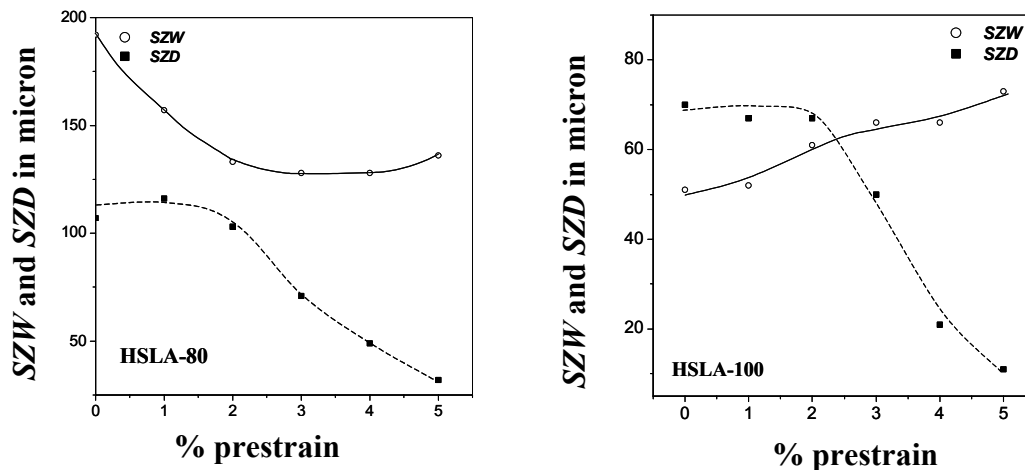 SZW and SZD in micron
200
150
100
50
SZW
SZD
HSLA-80
0 1 2 3 4 5
% prestrain
SZW and SZD in micron
80
60
40
20
SZW
SZD
HSLA-100
0 1 2 3 4 5
% prestrain